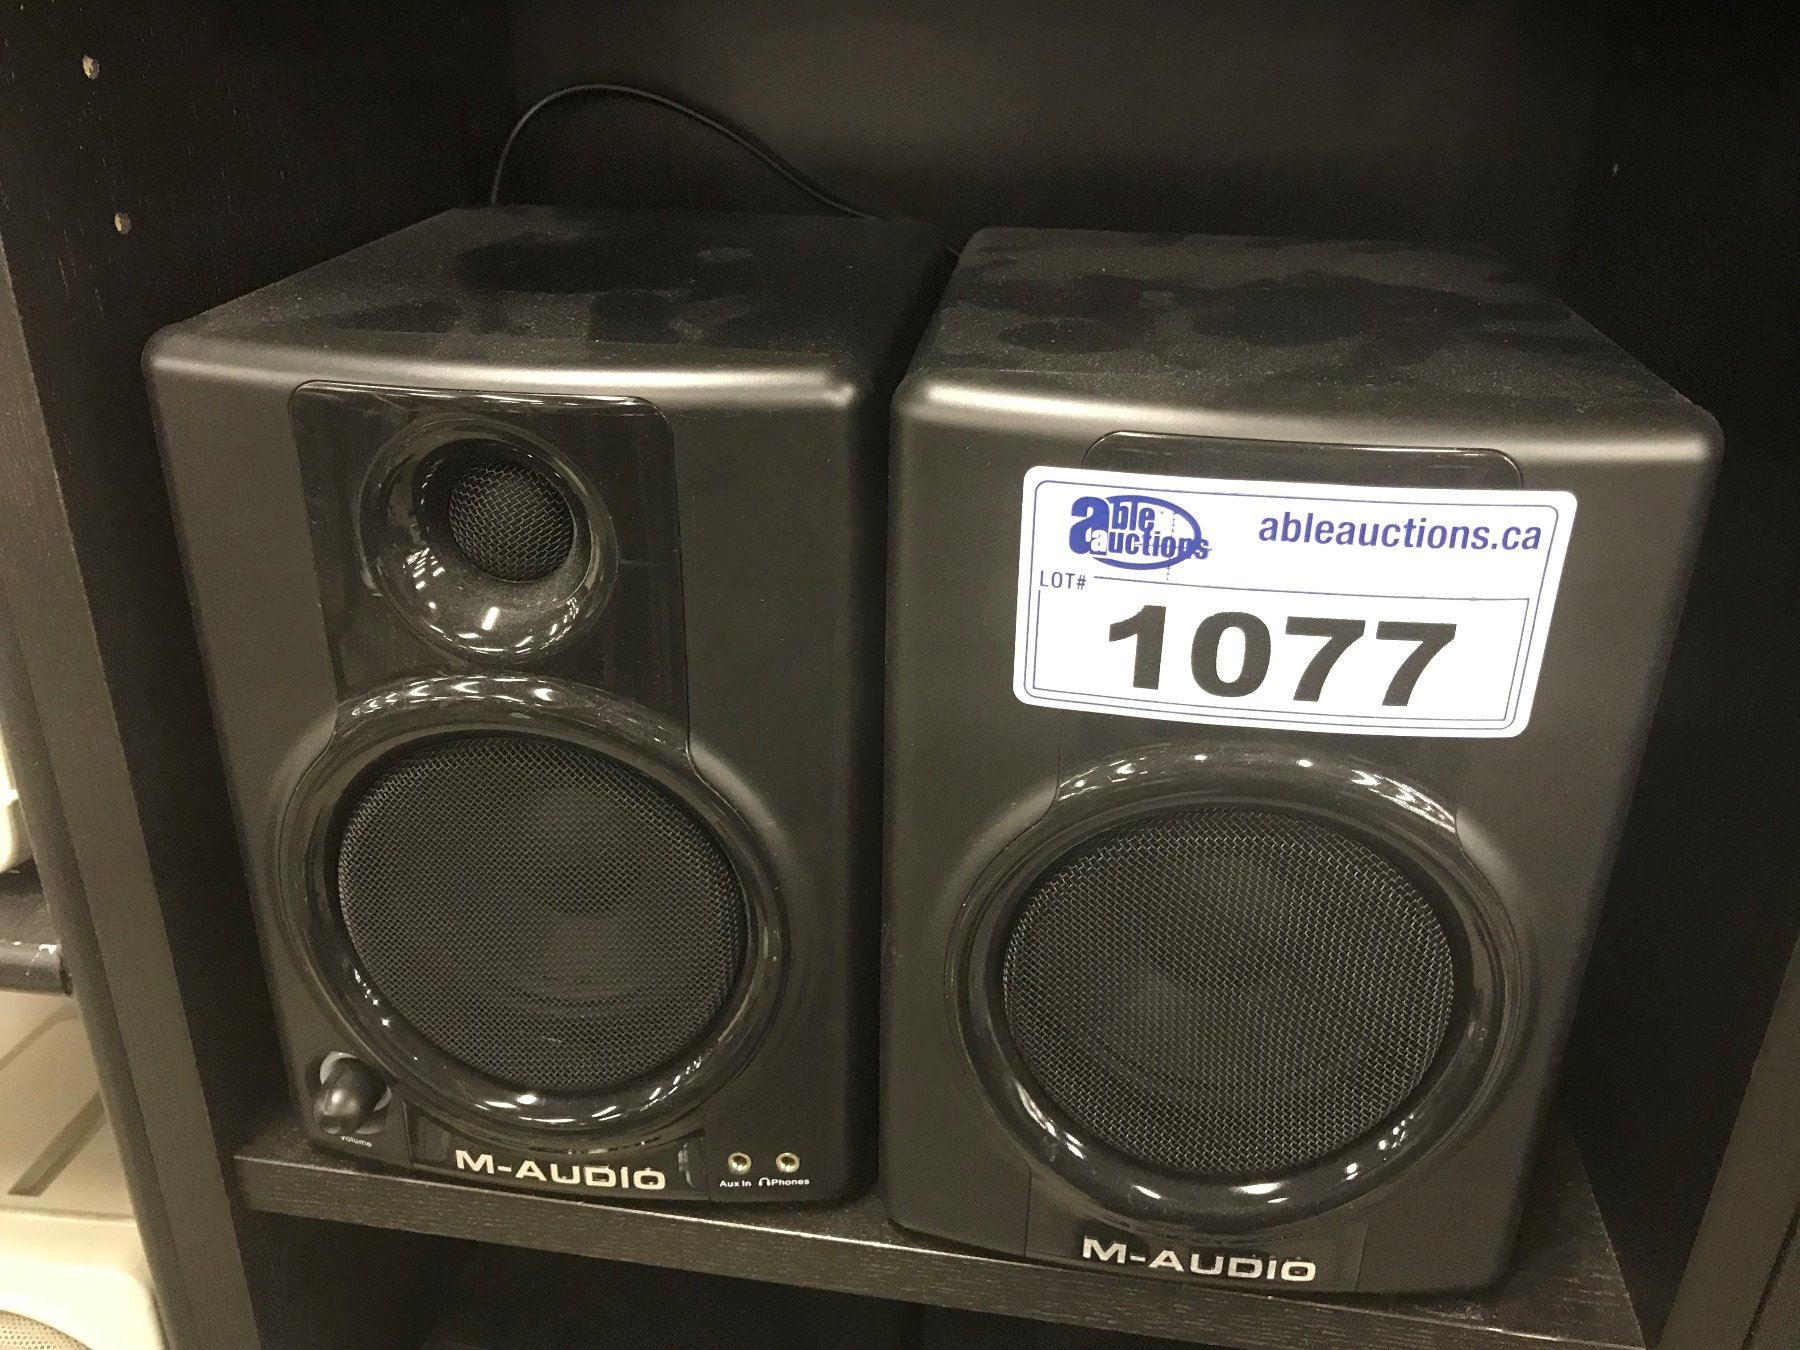 able
auctions
ableauctions.ca
LOT#
1077
volume
M-AUDIO
Aux In
Phones
M-AUDIO